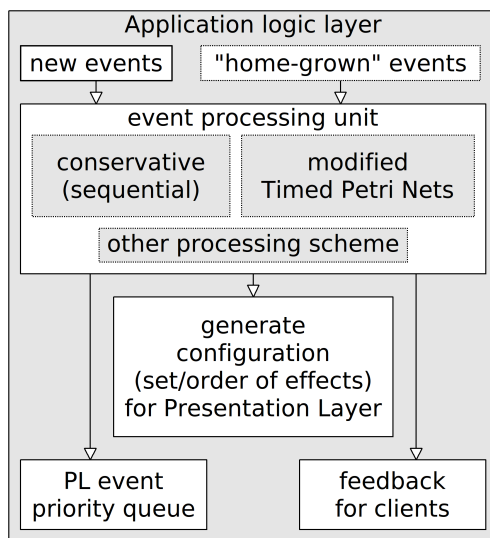 Application logic layer
new events
"home-grown" events
event processing unit
conservative
(sequential)
modified
Timed Petri Nets
other processing scheme
generate
configuration
(set/order of effects)
for Presentation Layer
PL event
priority queue
feedback
for clients